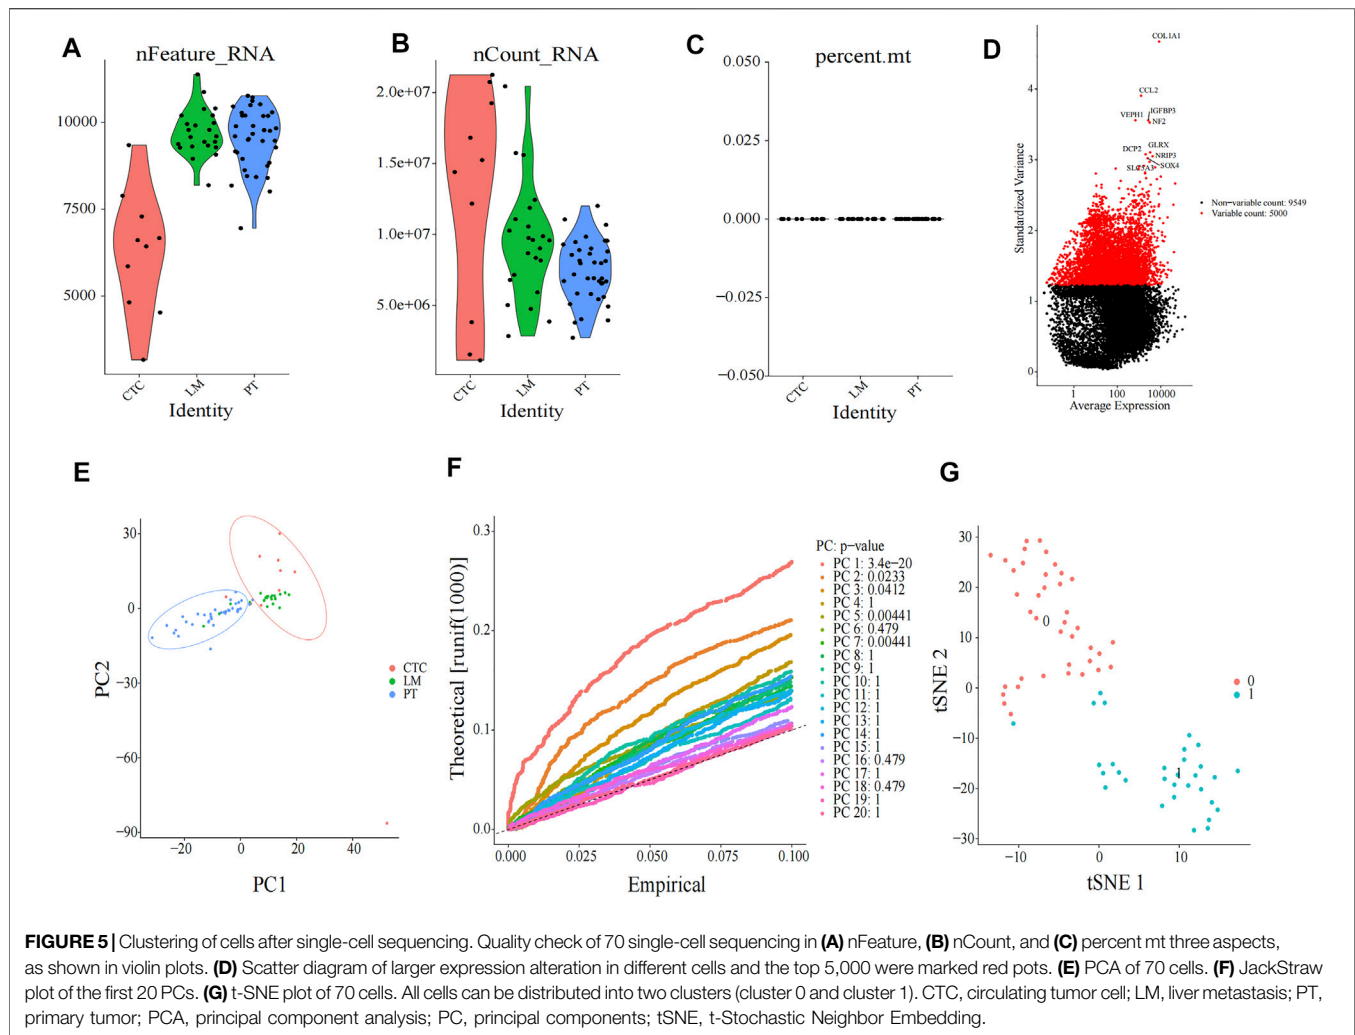 A
nFeature_RNA
10000
7500
5000
CTC
LM
PT
Identity
B
nCount_RNA
2.0e+07
1.5e+07
1.0e+07
5.0e+06
CTC
LM
PT
Identity
C
percent.mt
0.050
0.025
0.000
−0.025
−0.050
CTC
LM
PT
Identity
D
Standardized Variance
4
3
2
1
0
COL1A1
CCL2
VEPH1
IGFBP3
NF2
DCP2
GLRX
NRIP3
SLC5A3
SOX4
Non−variable count: 9549
Variable count: 5000
1
100
10000
Average Expression
E
PC2
30
0
−30
−60
−90
−20
0
20
40
PC1
CTC
LM
PT
F
Theoretical [runif(1000)]
0.3
0.2
0.1
0.0
0.000
0.025
0.050
0.075
0.100
Empirical
PC: p−value
PC 1: 3.4e−20
PC 2: 0.0233
PC 3: 0.0412
PC 4: 1
PC 5: 0.00441
PC 6: 0.479
PC 7: 0.00441
PC 8: 1
PC 9: 1
PC 10: 1
PC 11: 1
PC 12: 1
PC 13: 1
PC 14: 1
PC 15: 1
PC 16: 0.479
PC 17: 1
PC 18: 0.479
PC 19: 1
PC 20: 1
G
tSNE 2
30
20
10
0
−10
−20
−30
0
1
−10
0
10
tSNE 1
0
1
FIGURE 5 | Clustering of cells after single-cell sequencing. Quality check of 70 single-cell sequencing in (A) nFeature, (B) nCount, and (C) percent mt three aspects,
as shown in violin plots. (D) Scatter diagram of larger expression alteration in different cells and the top 5,000 were marked red pots. (E) PCA of 70 cells. (F) JackStraw
plot of the first 20 PCs. (G) t-SNE plot of 70 cells. All cells can be distributed into two clusters (cluster 0 and cluster 1). CTC, circulating tumor cell; LM, liver metastasis; PT,
primary tumor; PCA, principal component analysis; PC, principal components; tSNE, t-Stochastic Neighbor Embedding.